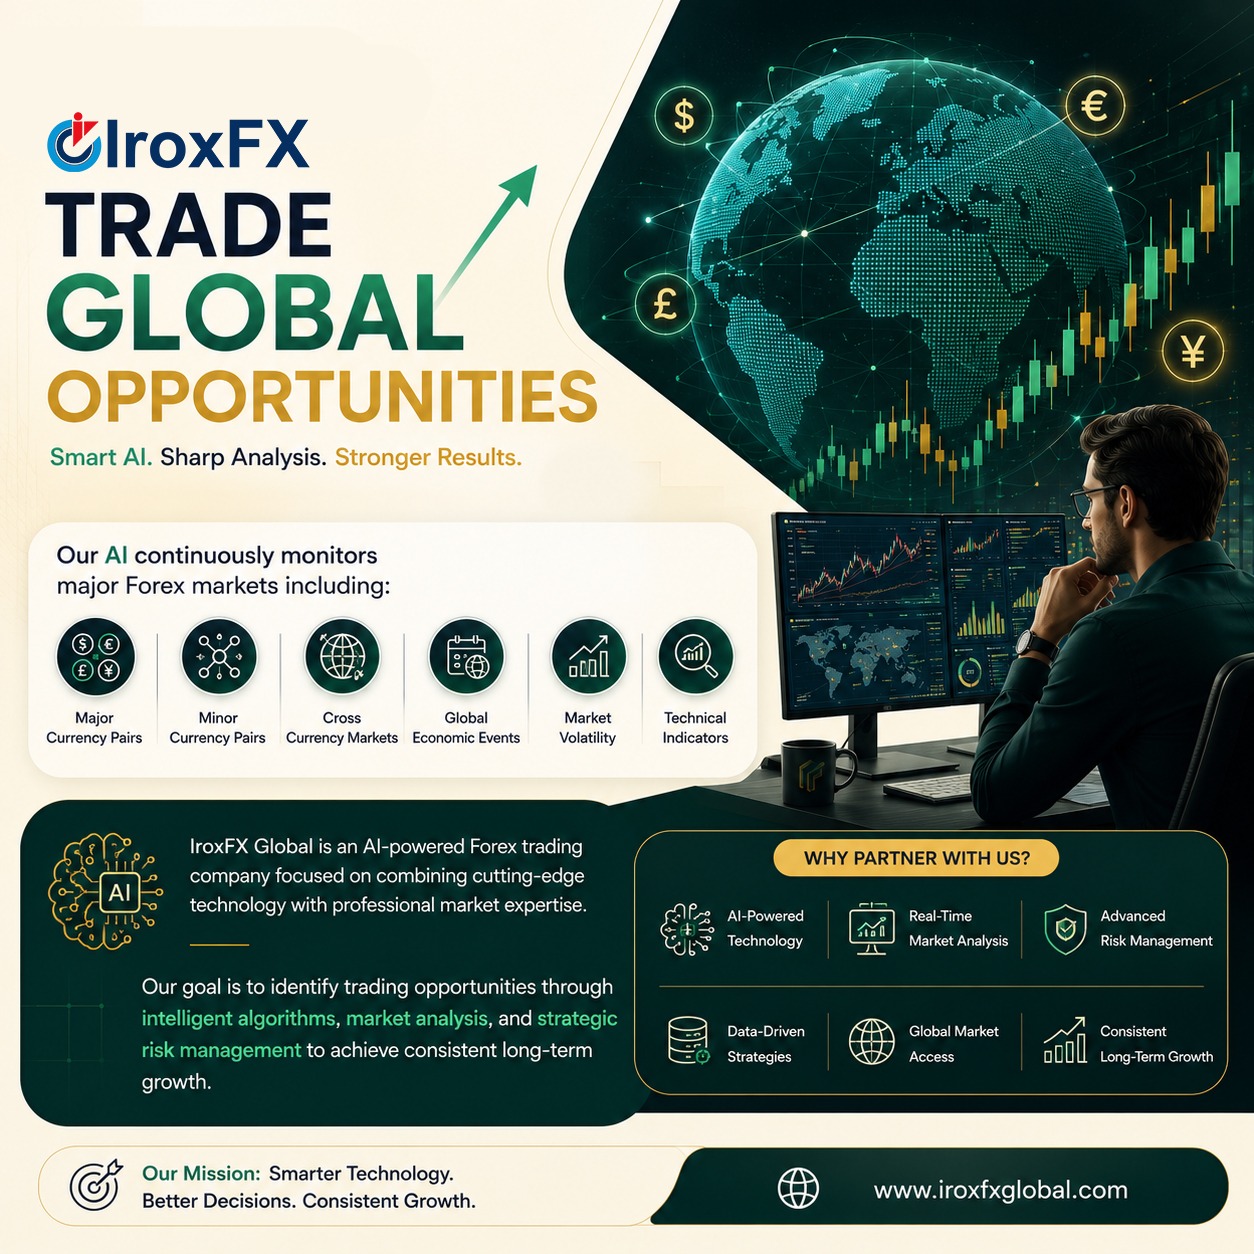 IroxFX
TRADE
GLOBAL
OPPORTUNITIES
Smart AI. Sharp Analysis. Stronger Results.
$
€
£
¥
Our AI continuously monitors
major Forex markets including:
$ €
£ ¥
Major
Currency Pairs
Minor
Currency Pairs
Cross
Currency Markets
Global
Economic Events
Market
Volatility
Technical
Indicators
AI
IroxFX Global is an AI-powered Forex trading
company focused on combining cutting-edge
technology with professional market expertise.
Our goal is to identify trading opportunities through
intelligent algorithms, market analysis, and strategic
risk management to achieve consistent long-term
growth.
WHY PARTNER WITH US?
AI-Powered
Technology
Real-Time
Market Analysis
Advanced
Risk Management
Data-Driven
Strategies
Global Market
Access
Consistent
Long-Term Growth
Our Mission: Smarter Technology.
Better Decisions. Consistent Growth.
www.iroxfxglobal.com